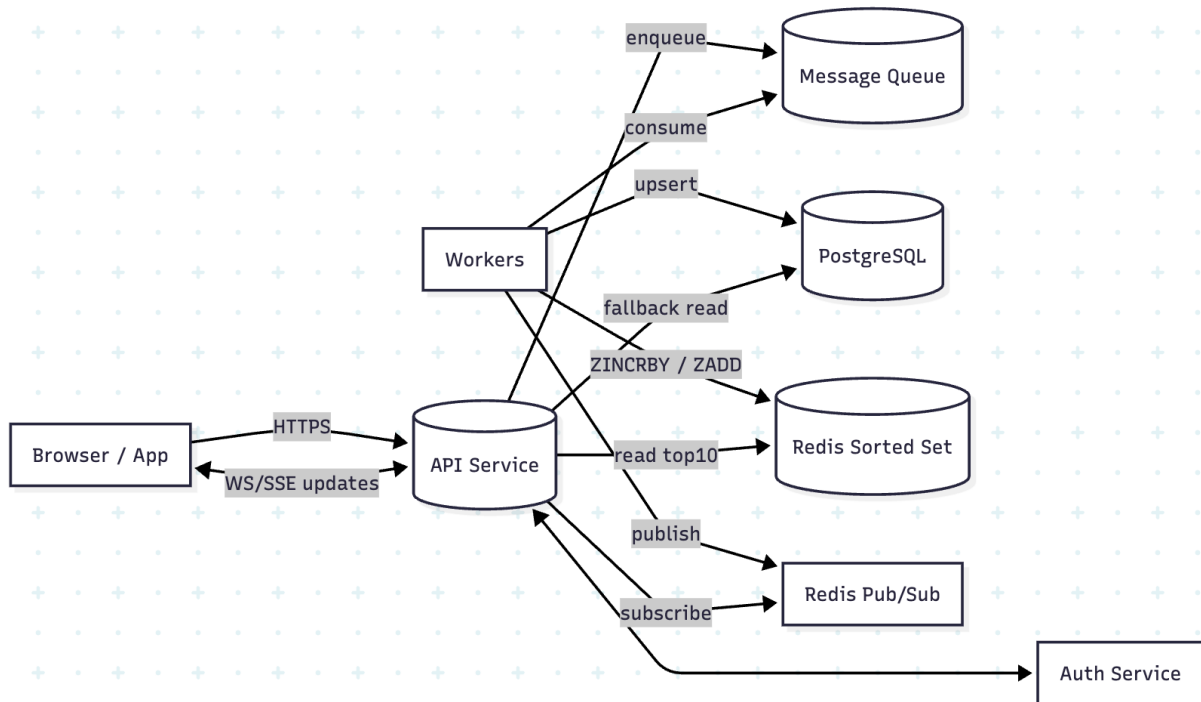 enqueue
Message Queue
consume
upsert
Workers
PostgreSQL
fallback read
ZINCRBY / ZADD
HTTPS
Browser / App
API Service
read top10
Redis Sorted Set
WS/SSE updates
publish
Redis Pub/Sub
subscribe
Auth Service